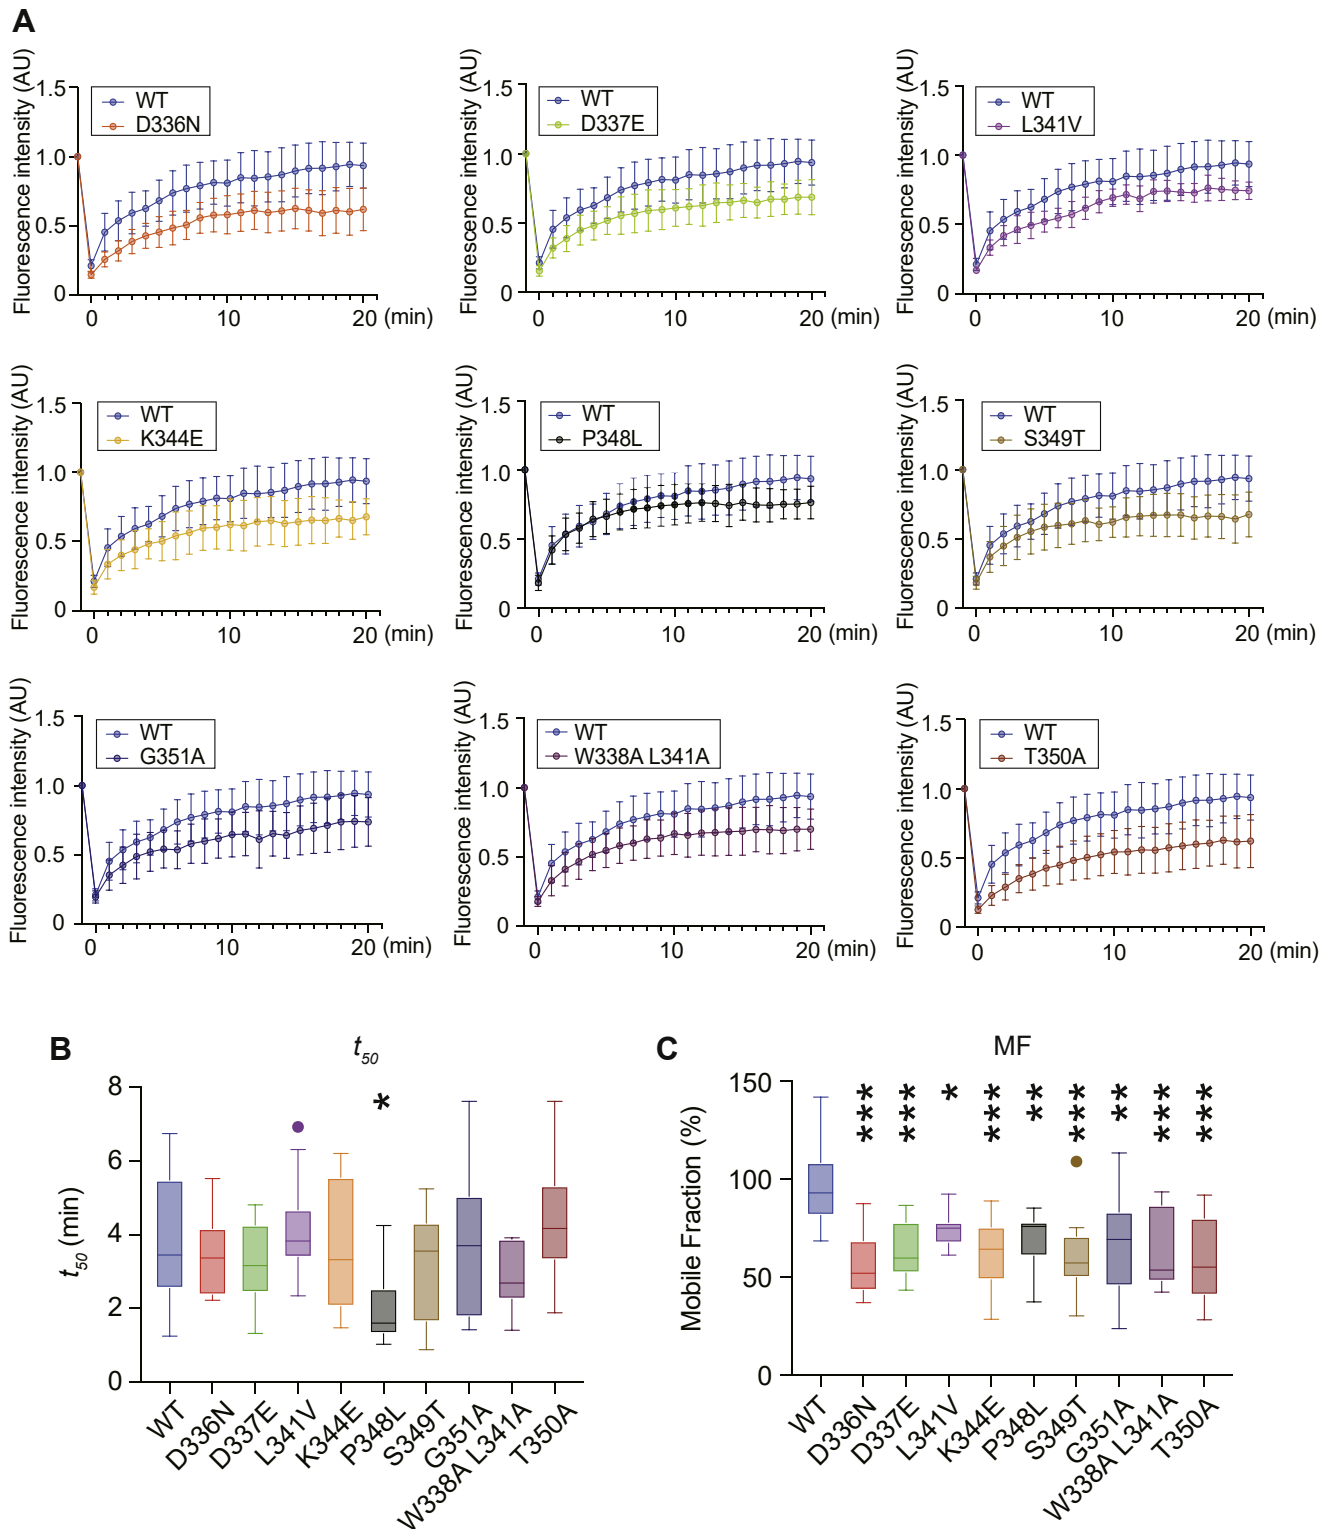 A
Fluorescence intensity (AU)
1.5
1.0
0.5
0
WT
D336N
0
10
20 (min)
Fluorescence intensity (AU)
1.5
1.0
0.5
0
WT
D337E
0
10
20 (min)
Fluorescence intensity (AU)
1.5
1.0
0.5
0
WT
L341V
0
10
20 (min)
Fluorescence intensity (AU)
1.5
1.0
0.5
0
WT
K344E
0
10
20 (min)
Fluorescence intensity (AU)
1.5
1.0
0.5
0
WT
P348L
0
10
20 (min)
Fluorescence intensity (AU)
1.5
1.0
0.5
0
WT
S349T
0
10
20 (min)
Fluorescence intensity (AU)
1.5
1.0
0.5
0
WT
G351A
0
10
20 (min)
Fluorescence intensity (AU)
1.5
1.0
0.5
0
WT
W338A L341A
0
10
20 (min)
Fluorescence intensity (AU)
1.5
1.0
0.5
0
WT
T350A
0
10
20 (min)
B
t50
t50 (min)
8
6
4
2
0
*
WT
D336N
D337E
L341V
K344E
P348L
S349T
G351A
W338A L341A
T350A
C
MF
Mobile Fraction (%)
150
100
50
0
***
***
*
***
**
***
**
***
***
WT
D336N
D337E
L341V
K344E
P348L
S349T
G351A
W338A L341A
T350A